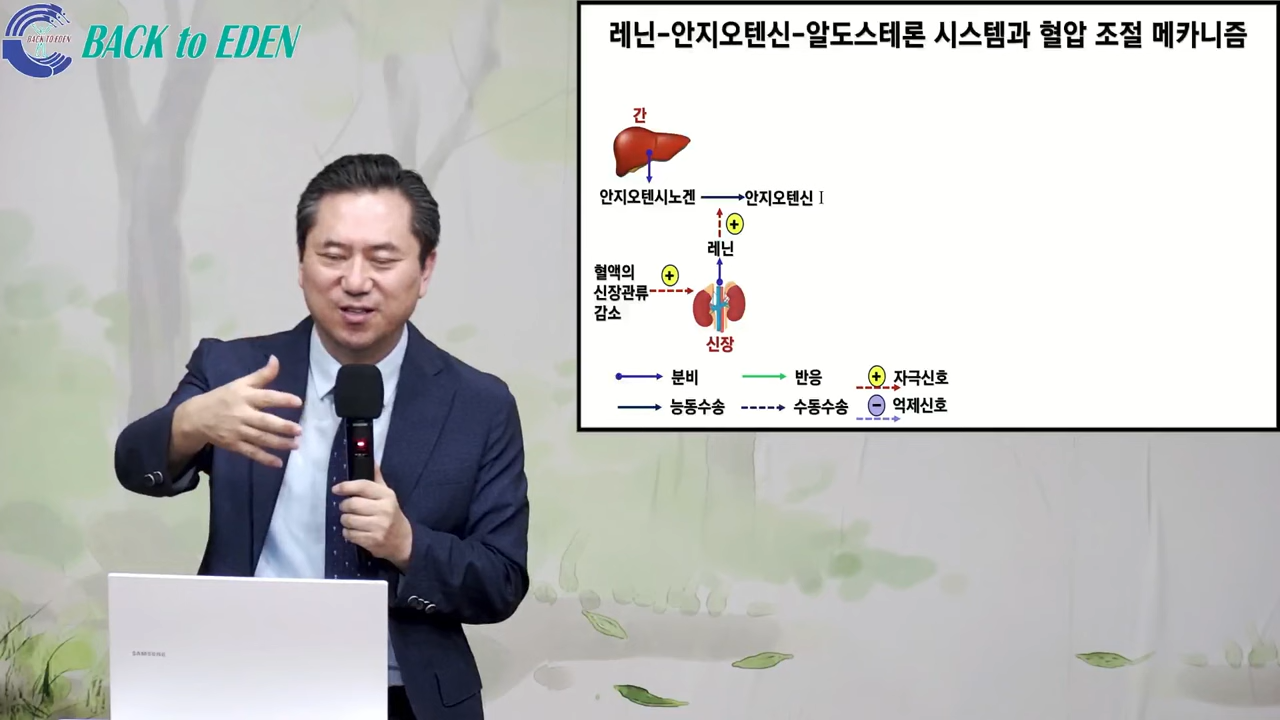 BACK to EDEN
BACK to EDEN
레닌-안지오텐신-알도스테론 시스템과 혈압 조절 메카니즘
간
안지오텐시노겐
안지오텐신 I
+
레닌
혈액의
신장관류
감소
+
신장
분비
반응
+
자극신호
능동수송
수동수송
−
억제신호
SAMSUNG